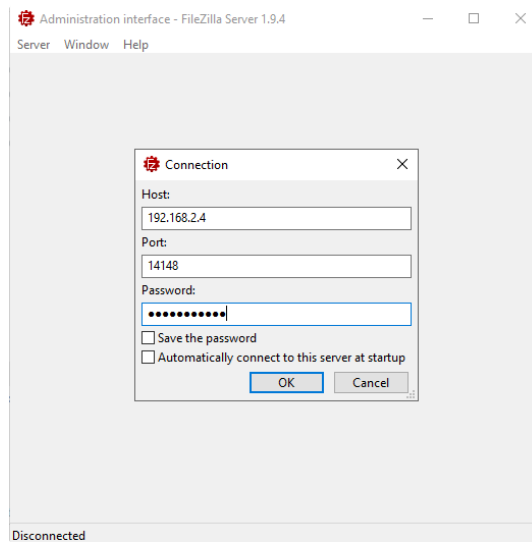 Administration interface - FileZilla Server 1.9.4
Server Window Help
Connection
Host:
192.168.2.4
Port:
14148
Password:
●●●●●●●●●●●
Save the password
Automatically connect to this server at startup
OK Cancel
Disconnected